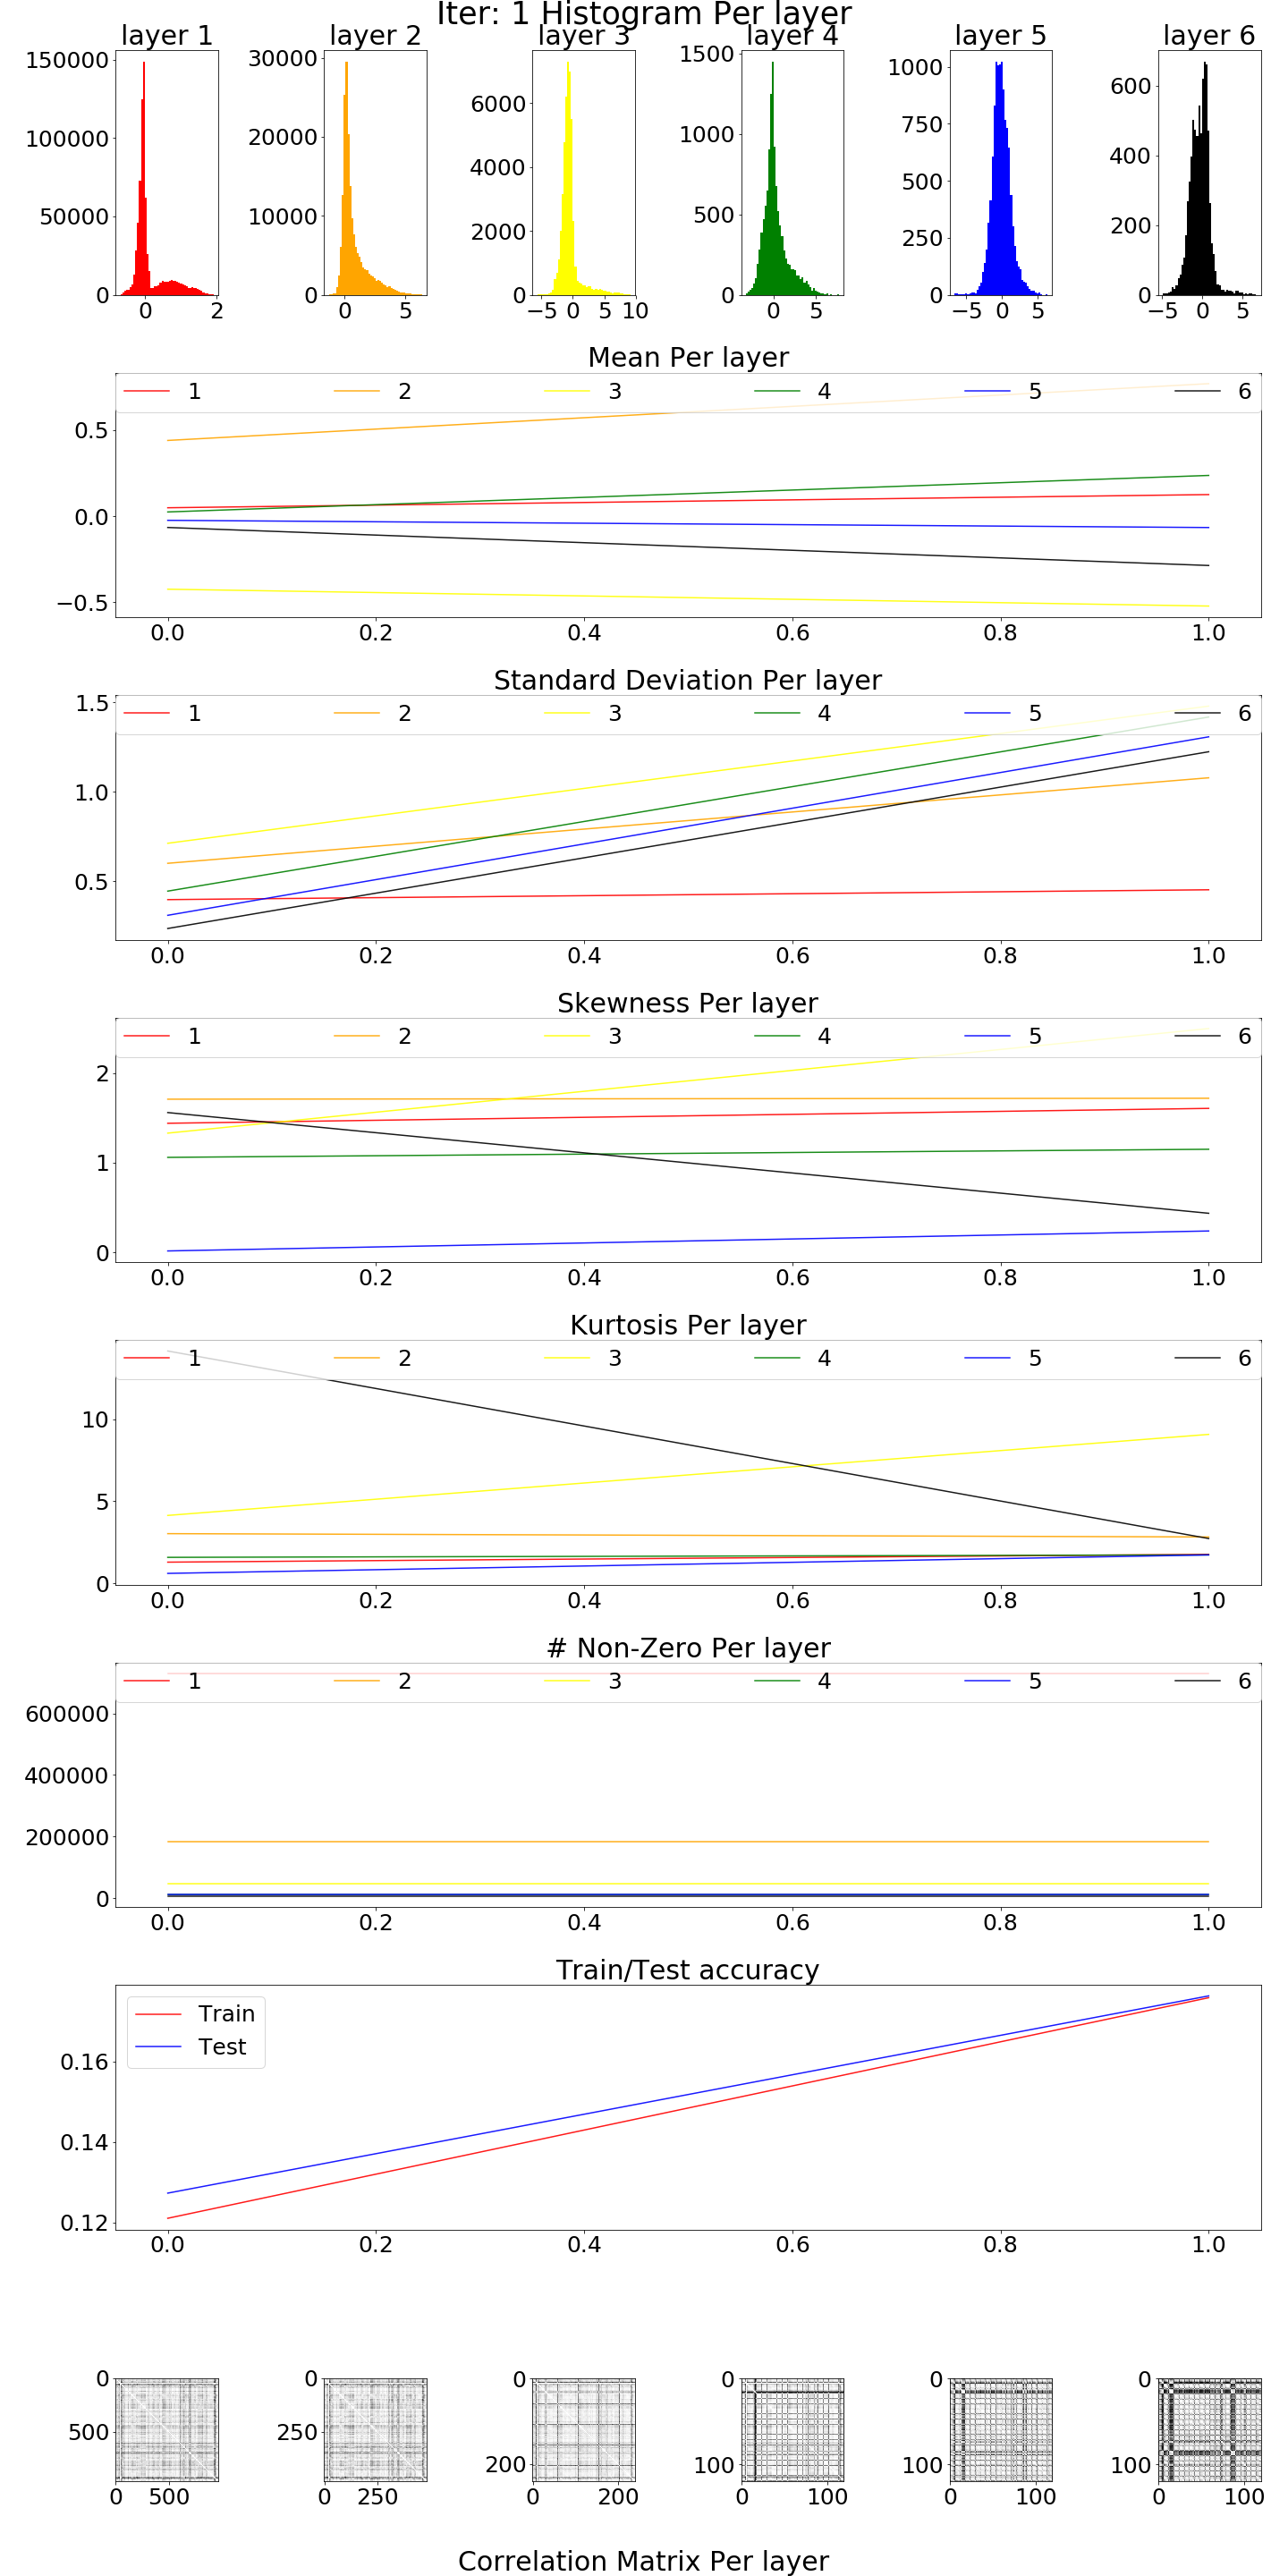 Iter: 1 Histogram Per layer
layer 1 layer 2 layer 3 layer 4 layer 5 layer 6
150000 100000 50000 0
0 2
30000 20000 10000 0
0 5
6000 4000 2000 0
−5 0 5 10
1500 1000 500 0
0 5
1000 750 500 250 0
−5 0 5
600 400 200 0
−5 0 5
Mean Per layer
1 2 3 4 5 6
0.5
0.0
−0.5
0.0 0.2 0.4 0.6 0.8 1.0
Standard Deviation Per layer
1 2 3 4 5 6
1.5
1.0
0.5
0.0 0.2 0.4 0.6 0.8 1.0
Skewness Per layer
1 2 3 4 5 6
2
1
0
0.0 0.2 0.4 0.6 0.8 1.0
Kurtosis Per layer
1 2 3 4 5 6
10
5
0
0.0 0.2 0.4 0.6 0.8 1.0
# Non-Zero Per layer
1 2 3 4 5 6
600000
400000
200000
0
0.0 0.2 0.4 0.6 0.8 1.0
Train/Test accuracy
Train
Test
0.16
0.14
0.12
0.0 0.2 0.4 0.6 0.8 1.0
0 500
0 500
0 250
0 250
0 200
0 200
0 100
0 100
0 100
0 100
0 100
0 100
Correlation Matrix Per layer